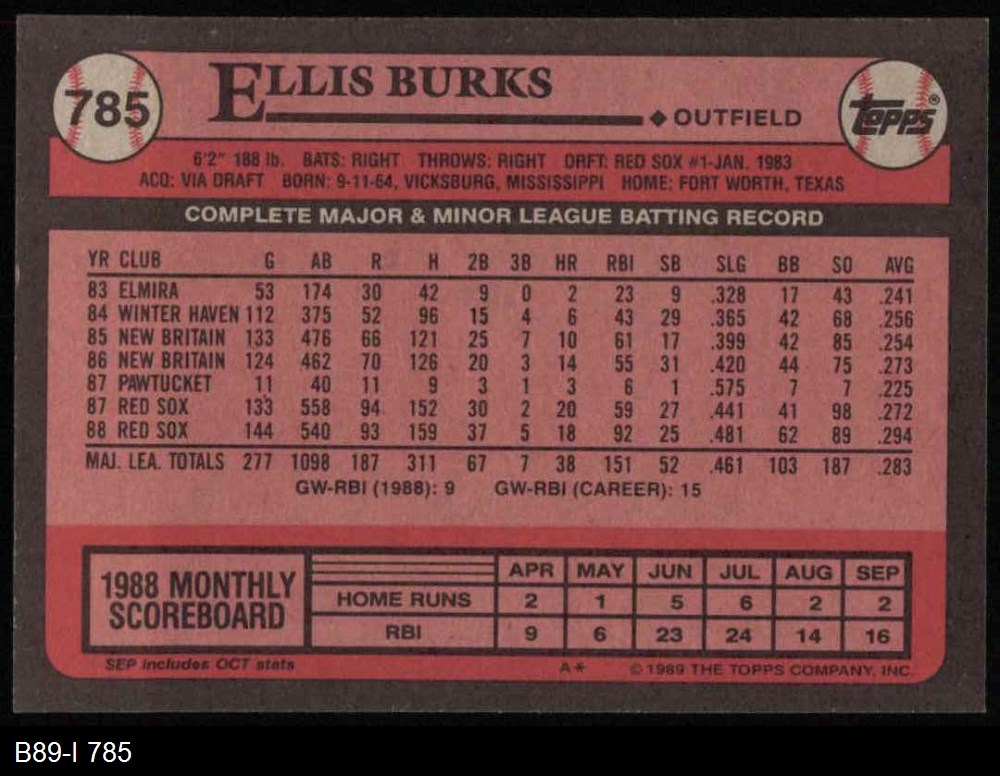 785
ELLIS BURKS
◆ OUTFIELD
TOPPS®
6'2" 188 lb. BATS: RIGHT THROWS: RIGHT DRFT: RED SOX #1-JAN. 1983
ACQ: VIA DRAFT BORN: 9-11-64, VICKSBURG, MISSISSIPPI HOME: FORT WORTH, TEXAS
COMPLETE MAJOR & MINOR LEAGUE BATTING RECORD
YR CLUB G AB R H 2B 3B HR RBI SB SLG BB SO AVG
83 ELMIRA 53 174 30 42 9 0 2 23 9 .328 17 43 .241
84 WINTER HAVEN 112 375 52 96 15 4 6 43 29 .365 42 68 .256
85 NEW BRITAIN 133 476 66 121 25 7 10 61 17 .399 42 85 .254
86 NEW BRITAIN 124 462 70 126 20 3 14 55 31 .420 44 75 .273
87 PAWTUCKET 11 40 11 9 3 1 3 6 1 .575 7 7 .225
87 RED SOX 133 558 94 152 30 2 20 59 27 .441 41 98 .272
88 RED SOX 144 540 93 159 37 5 18 92 25 .481 62 89 .294
MAJ. LEA. TOTALS 277 1098 187 311 67 7 38 151 52 .461 103 187 .283
GW-RBI (1988): 9 GW-RBI (CAREER): 15
1988 MONTHLY
SCOREBOARD
APR MAY JUN JUL AUG SEP
HOME RUNS 2 1 5 6 2 2
RBI 9 6 23 24 14 16
SEP includes OCT stats A* © 1989 THE TOPPS COMPANY, INC.
B89-I 785